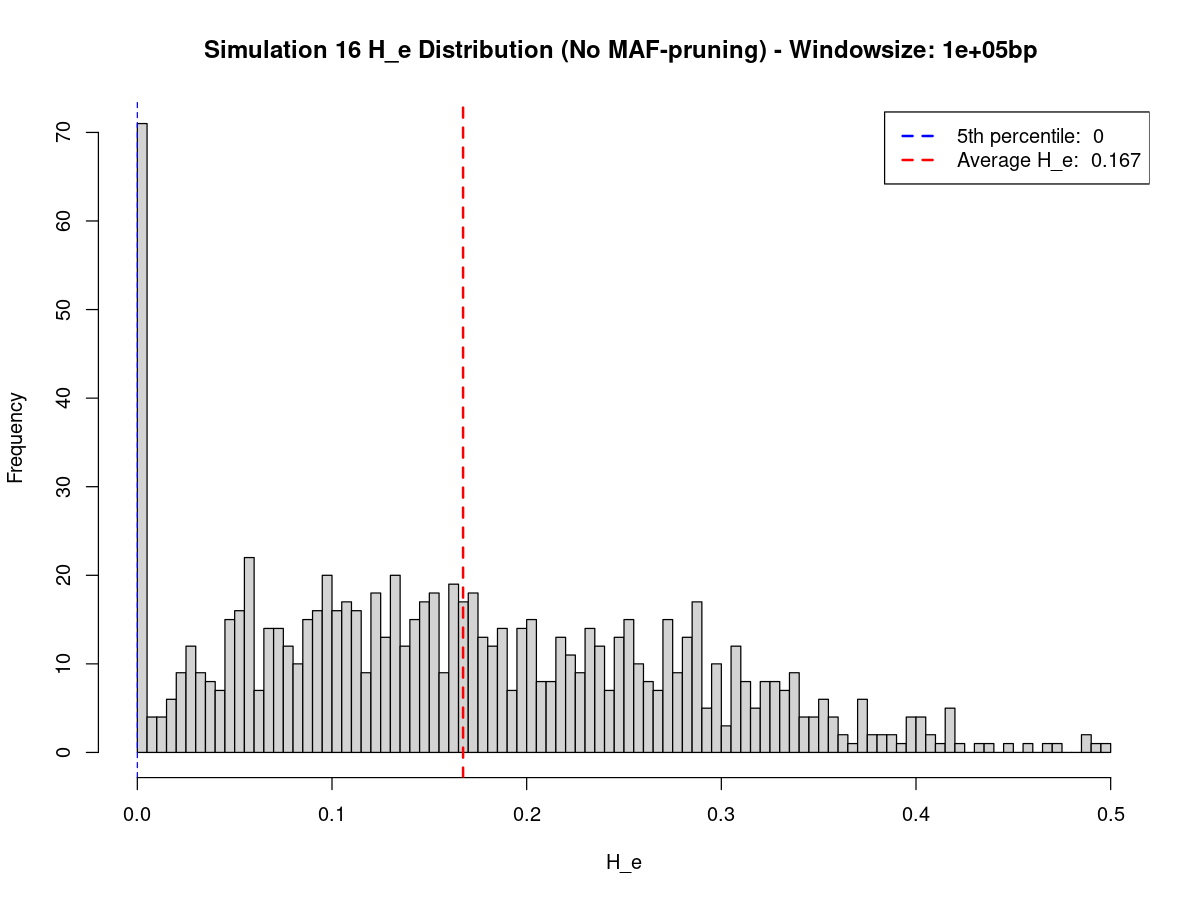 Simulation 16 H_e Distribution (No MAF-pruning) - Windowsize: 1e+05bp
5th percentile: 0
Average H_e: 0.167
70
60
50
40
30
20
10
0
Frequency
0.0 0.1 0.2 0.3 0.4 0.5
H_e